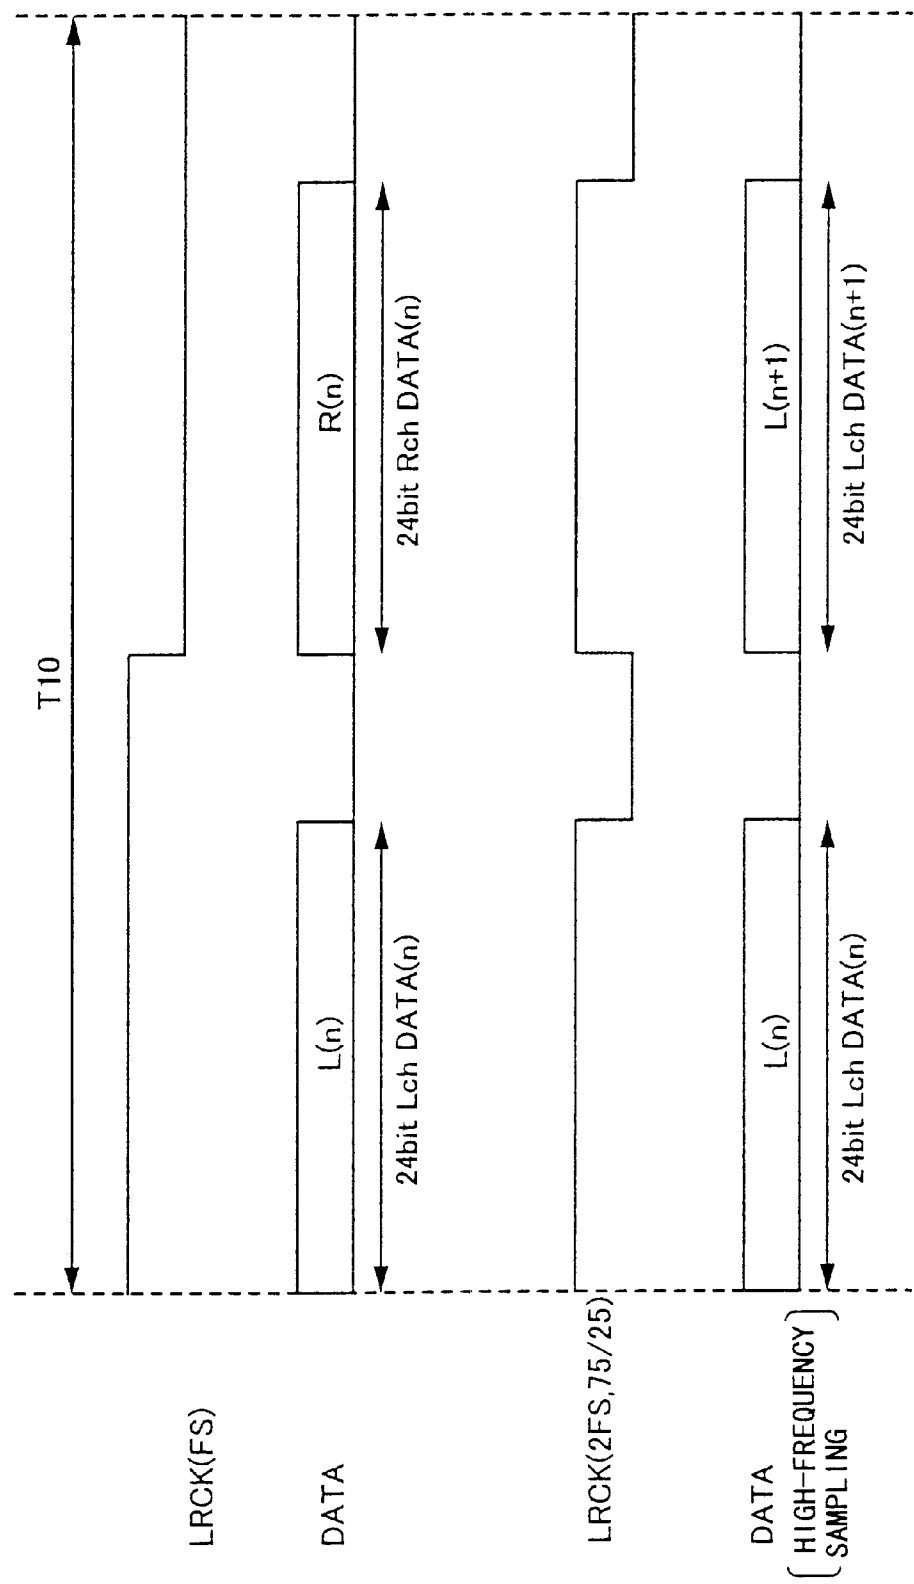 T10
LRCK(FS)
DATA
L(n)
R(n)
24bit Lch DATA(n)
24bit Rch DATA(n)
LRCK(2FS,75/25)
DATA
HIGH-FREQUENCY
SAMPLING
L(n)
L(n+1)
24bit Lch DATA(n)
24bit Lch DATA(n+1)